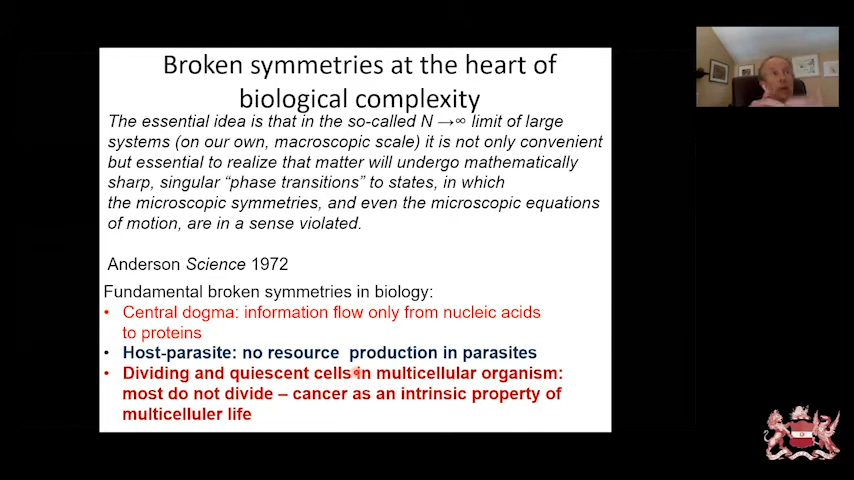 Broken symmetries at the heart of
biological complexity
The essential idea is that in the so-called N →∞ limit of large
systems (on our own, macroscopic scale) it is not only convenient
but essential to realize that matter will undergo mathematically
sharp, singular “phase transitions” to states, in which
the microscopic symmetries, and even the microscopic equations
of motion, are in a sense violated.
Anderson Science 1972
Fundamental broken symmetries in biology:
• Central dogma: information flow only from nucleic acids
to proteins
• Host-parasite: no resource production in parasites
• Dividing and quiescent cells in multicellular organism:
most do not divide – cancer as an intrinsic property of
multicelluler life